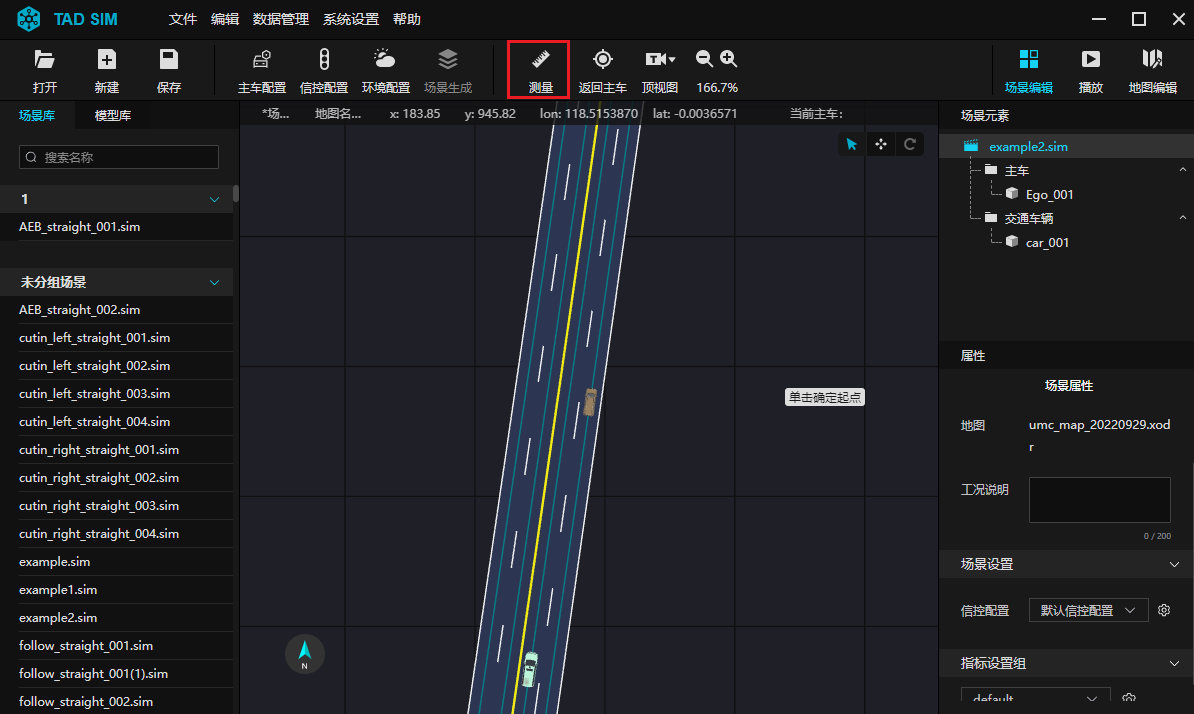 TAD SIM 文件 编辑 数据管理 系统设置 帮助
打开 新建 保存 主车配置 信控配置 环境配置 场景生成 测量 返回主车 顶视图 166.7% 场景编辑 播放 地图编辑
场景库 模型库
*场... 地图名... x: 183.85 y: 945.82 lon: 118.5153870 lat: -0.0036571 当前主车:
搜索名称
1
AEB_straight_001.sim
未分组场景
AEB_straight_002.sim
cutin_left_straight_001.sim
cutin_left_straight_002.sim
cutin_left_straight_003.sim
cutin_left_straight_004.sim
cutin_right_straight_001.sim
cutin_right_straight_002.sim
cutin_right_straight_003.sim
cutin_right_straight_004.sim
example.sim
example1.sim
example2.sim
follow_straight_001.sim
follow_straight_001(1).sim
follow_straight_002.sim
单击确定起点
N
场景元素
example2.sim
主车
Ego_001
交通车辆
car_001
属性
场景属性
地图 umc_map_20220929.xod
r
工况说明
0 / 200
场景设置
信控配置 默认信控配置
指标设置组
default